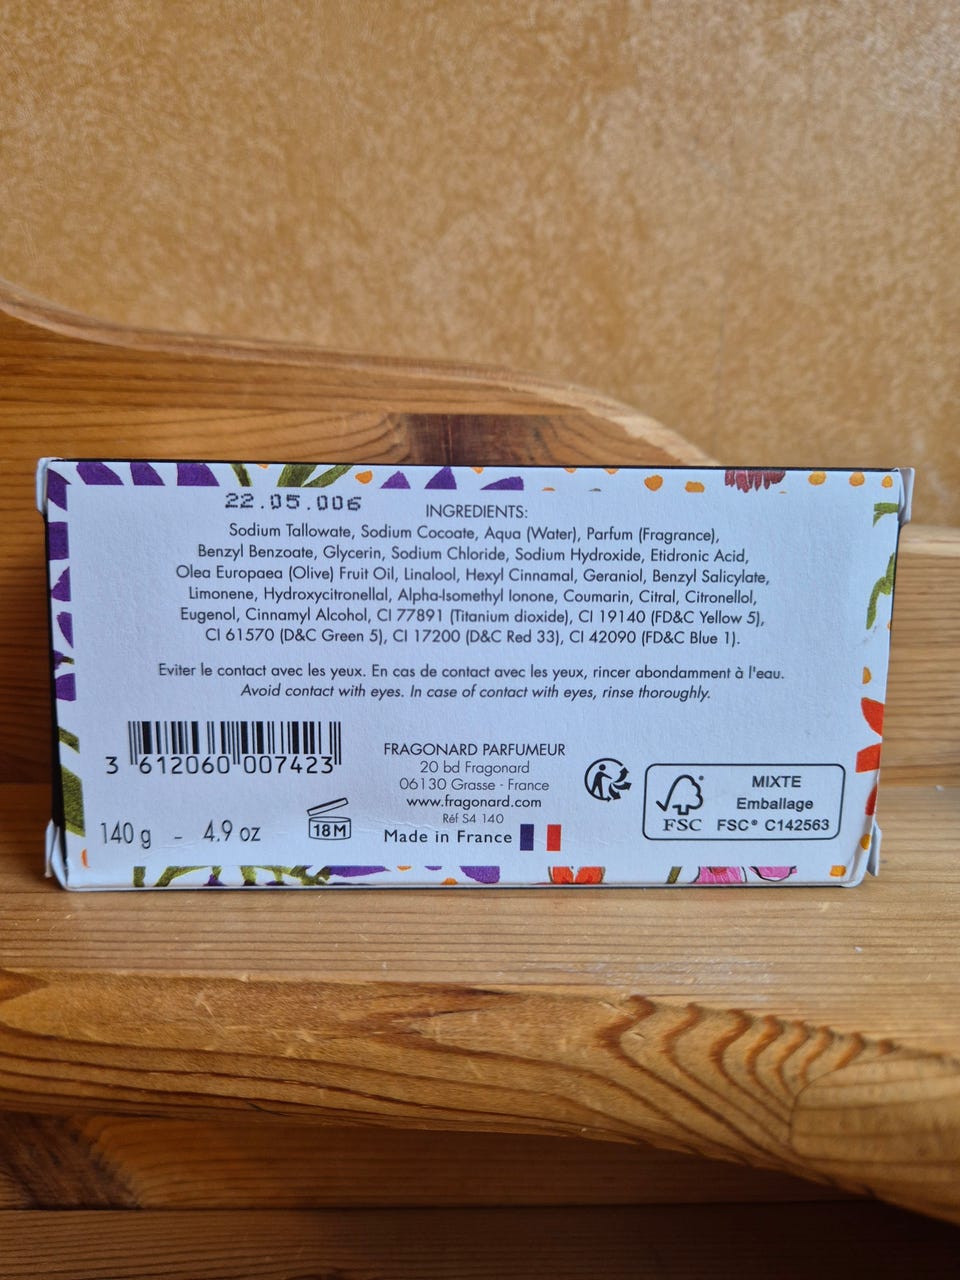 22.05.006
INGREDIENTS:
Sodium Tallowate, Sodium Cocoate, Aqua (Water), Parfum (Fragrance),
Benzyl Benzoate, Glycerin, Sodium Chloride, Sodium Hydroxide, Etidronic Acid,
Olea Europaea (Olive) Fruit Oil, Linalool, Hexyl Cinnamal, Geraniol, Benzyl Salicylate,
Limonene, Hydroxycitronellal, Alpha-Isomethyl Ionone, Coumarin, Citral, Citronellol,
Eugenol, Cinnamyl Alcohol, CI 77891 (Titanium dioxide), CI 19140 (FD&C Yellow 5),
CI 61570 (D&C Green 5), CI 17200 (D&C Red 33), CI 42090 (FD&C Blue 1).
Eviter le contact avec les yeux. En cas de contact avec les yeux, rincer abondamment à l'eau.
Avoid contact with eyes. In case of contact with eyes, rinse thoroughly.
3 612060 007423
140 g - 4.9 oz
18M
FRAGONARD PARFUMEUR
20 bd Fragonard
06130 Grasse - France
www.fragonard.com
Réf S4 140
Made in France
FSC
MIXTE
Emballage
FSC® C142563